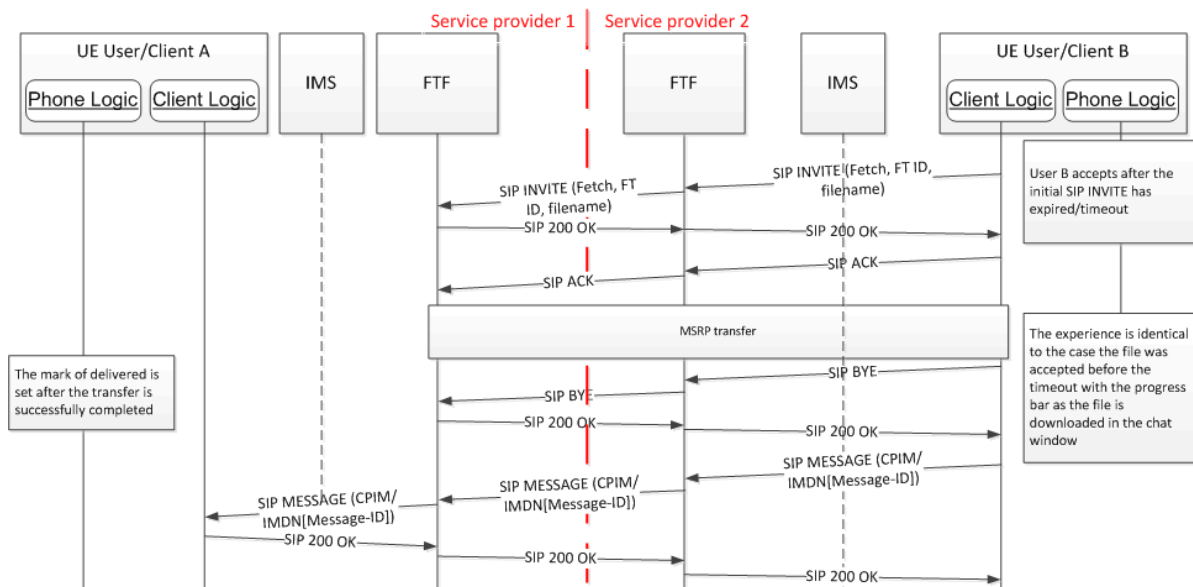 Service provider 1
Service provider 2
UE User/Client A
Phone Logic
Client Logic
IMS
FTF
FTF
IMS
UE User/Client B
Client Logic
Phone Logic
User B accepts after the
initial SIP INVITE has
expired/timeout
SIP INVITE (Fetch, FT ID,
filename)
SIP INVITE (Fetch, FT
ID, filename)
SIP 200 OK
SIP 200 OK
SIP ACK
SIP ACK
MSRP transfer
The experience is identical
to the case the file was
accepted before the
timeout with the progress
bar as the file is
downloaded in the chat
window
The mark of delivered is
set after the transfer is
successfully completed
SIP BYE
SIP BYE
SIP 200 OK
SIP 200 OK
SIP MESSAGE (CPIM/
IMDN[Message-ID])
SIP MESSAGE (CPIM/
IMDN[Message-ID])
SIP MESSAGE (CPIM/
IMDN[Message-ID])
SIP 200 OK
SIP 200 OK
SIP 200 OK